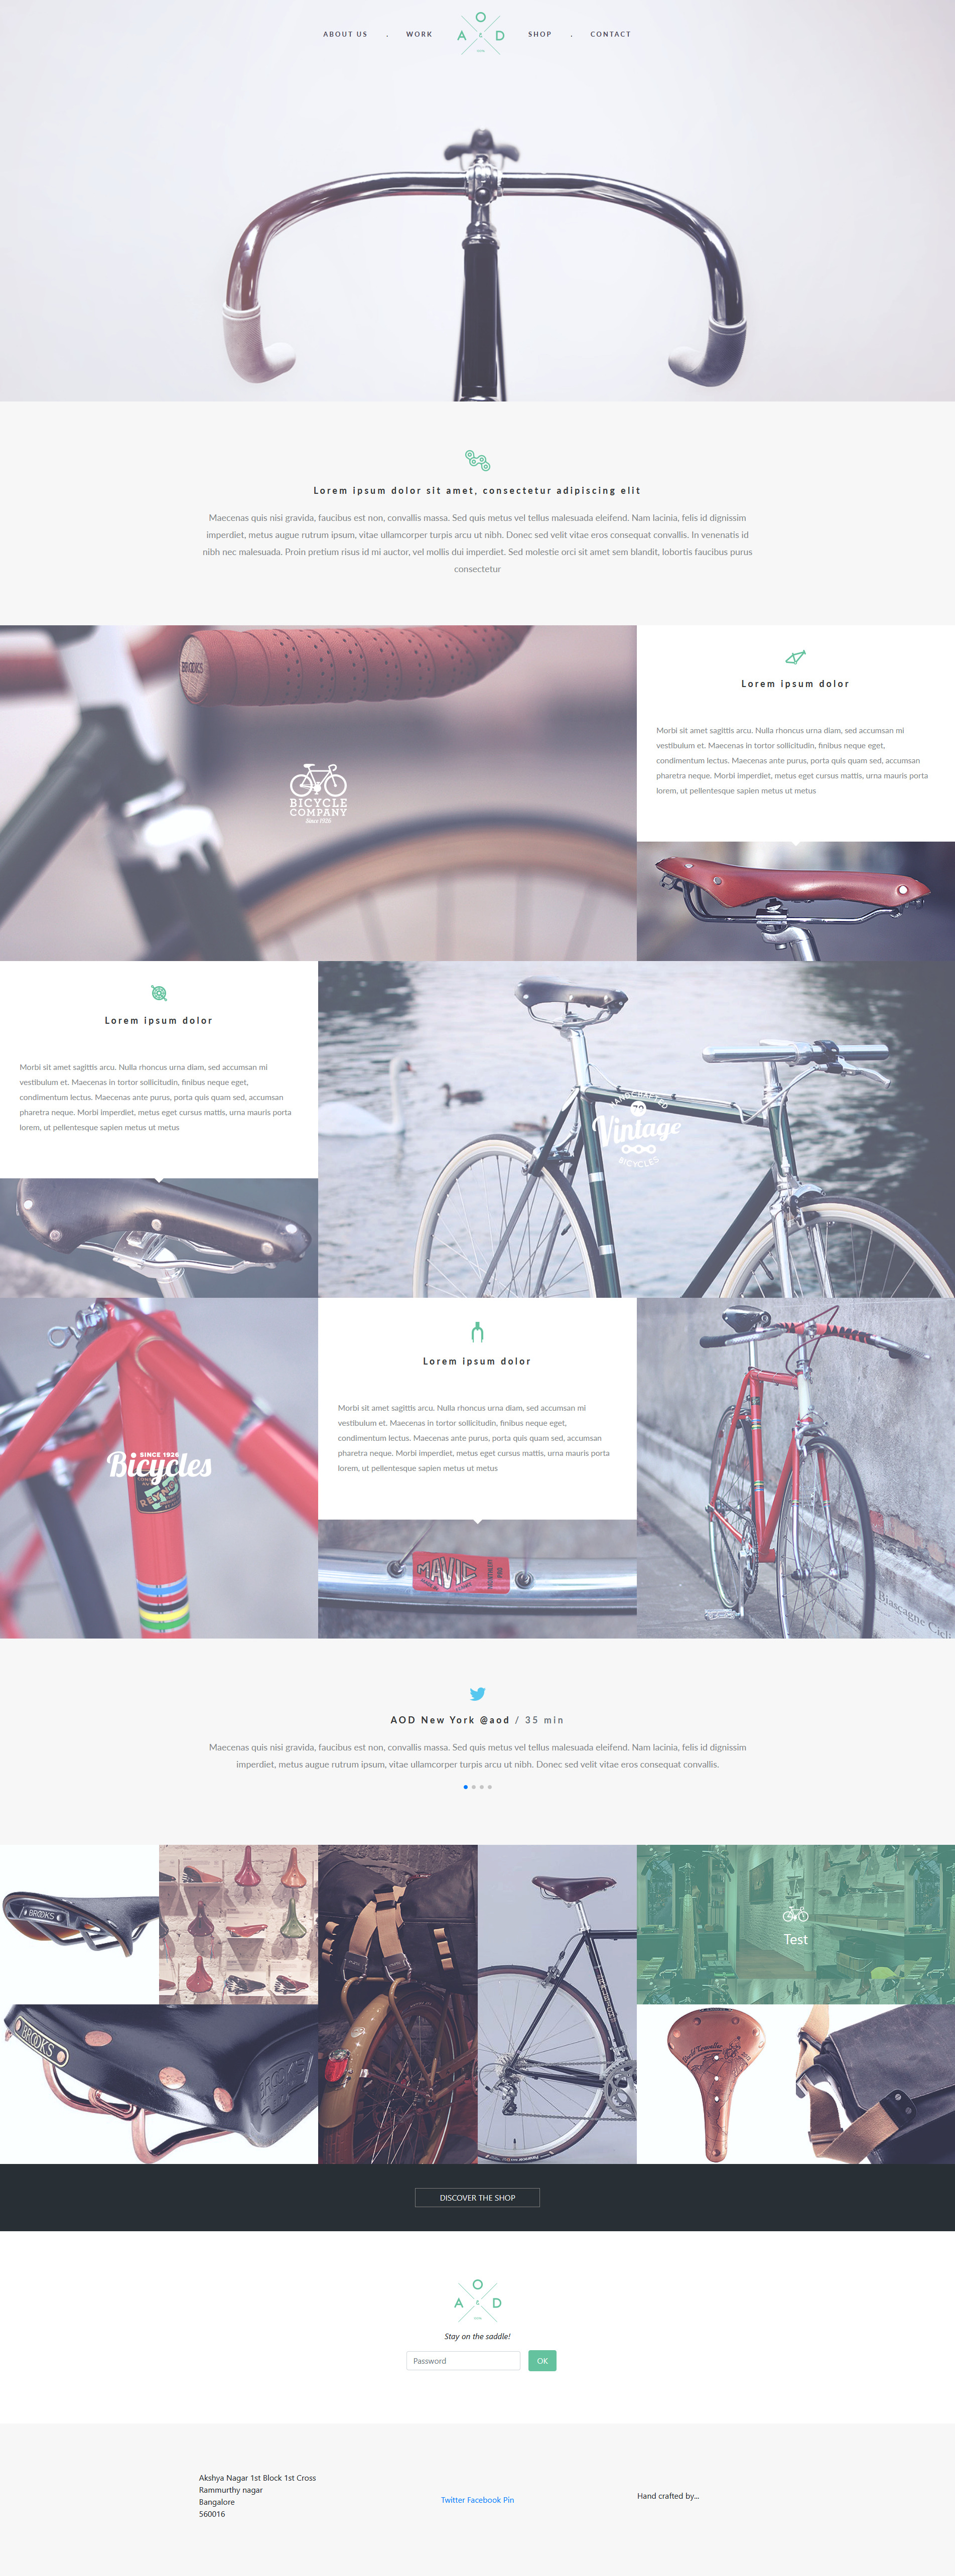 ABOUT US . WORK
O
A & D
SHOP . CONTACT
Lorem ipsum dolor sit amet, consectetur adipiscing elit
Maecenas quis nisi gravida, faucibus est non, convallis massa. Sed quis metus vel tellus malesuada eleifend. Nam lacinia, felis id dignissim
imperdiet, metus augue rutrum ipsum, vitae ullamcorper turpis arcu ut nibh. Donec sed velit vitae eros consequat convallis. In venenatis id
nibh nec malesuada. Proin pretium risus id mi auctor, vel mollis dui imperdiet. Sed molestie orci sit amet sem blandit, lobortis faucibus purus
consectetur
BROOKS
BICYCLE
COMPANY
Since 1926
Lorem ipsum dolor
Morbi sit amet sagittis arcu. Nulla rhoncus urna diam, sed accumsan mi
vestibulum et. Maecenas in tortor sollicitudin, finibus neque eget,
condimentum lectus. Maecenas ante purus, porta quis quam sed, accumsan
pharetra neque. Morbi imperdiet, metus eget cursus mattis, urna mauris porta
lorem, ut pellentesque sapien metus ut metus
Lorem ipsum dolor
Morbi sit amet sagittis arcu. Nulla rhoncus urna diam, sed accumsan mi
vestibulum et. Maecenas in tortor sollicitudin, finibus neque eget,
condimentum lectus. Maecenas ante purus, porta quis quam sed, accumsan
pharetra neque. Morbi imperdiet, metus eget cursus mattis, urna mauris porta
lorem, ut pellentesque sapien metus ut metus
HANDCRAFTED
Vintage
BICYCLES
SINCE 1926
Bicycles
Lorem ipsum dolor
Morbi sit amet sagittis arcu. Nulla rhoncus urna diam, sed accumsan mi
vestibulum et. Maecenas in tortor sollicitudin, finibus neque eget,
condimentum lectus. Maecenas ante purus, porta quis quam sed, accumsan
pharetra neque. Morbi imperdiet, metus eget cursus mattis, urna mauris porta
lorem, ut pellentesque sapien metus ut metus
MAVIC
Biascagne Cicli
AOD New York @aod / 35 min
Maecenas quis nisi gravida, faucibus est non, convallis massa. Sed quis metus vel tellus malesuada eleifend. Nam lacinia, felis id dignissim
imperdiet, metus augue rutrum ipsum, vitae ullamcorper turpis arcu ut nibh. Donec sed velit vitae eros consequat convallis.
BROOKS
Test
BROOKS
BROOKS
World Traveller
DISCOVER THE SHOP
O
A & D
Stay on the saddle!
Password
OK
Akshya Nagar 1st Block 1st Cross
Rammurthy nagar
Bangalore
560016
Twitter Facebook Pin
Hand crafted by...